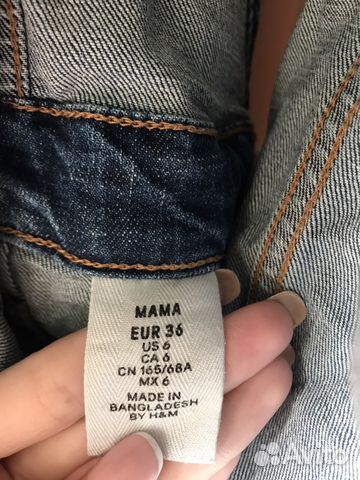 MAMA
EUR 36
US 6
CA 6
CN 165/68A
MX 6
MADE IN
BANGLADESH
BY H&M
Avito